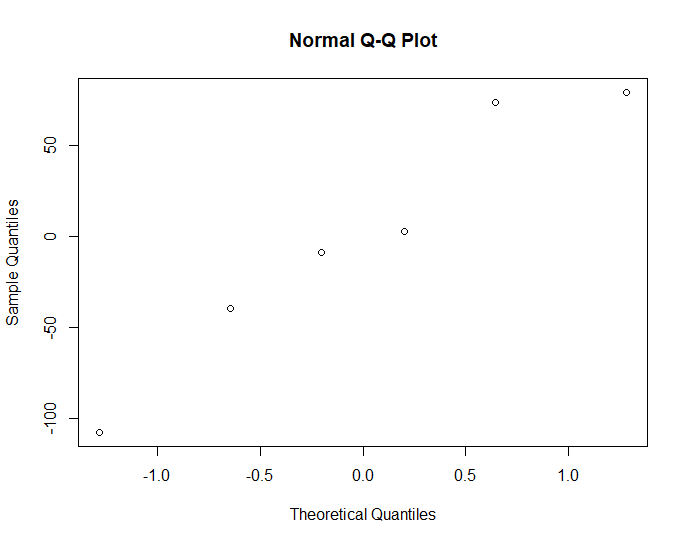 Normal Q-Q Plot
50
0
-50
-100
Sample Quantiles
-1.0 -0.5 0.0 0.5 1.0
Theoretical Quantiles